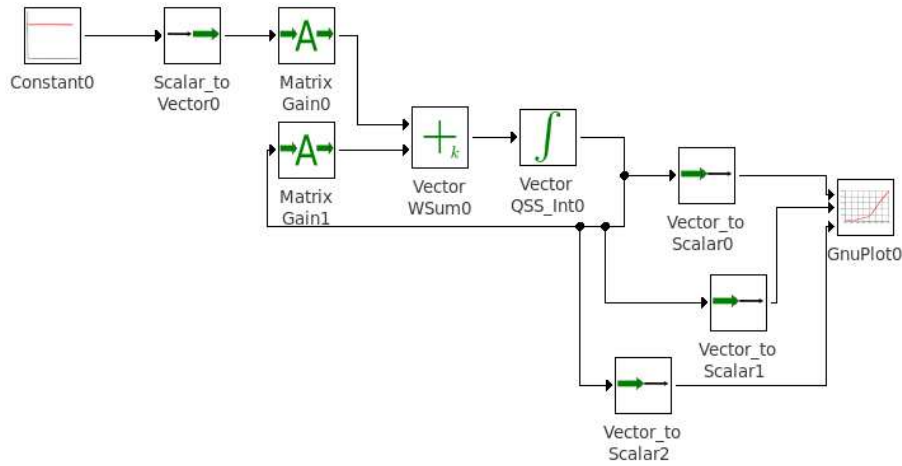 Constant0
Scalar_to
Vector0
A
Matrix
Gain0
A
Matrix
Gain1
+k
Vector
WSum0
∫
Vector
QSS_Int0
Vector_to
Scalar0
GnuPlot0
Vector_to
Scalar1
Vector_to
Scalar2